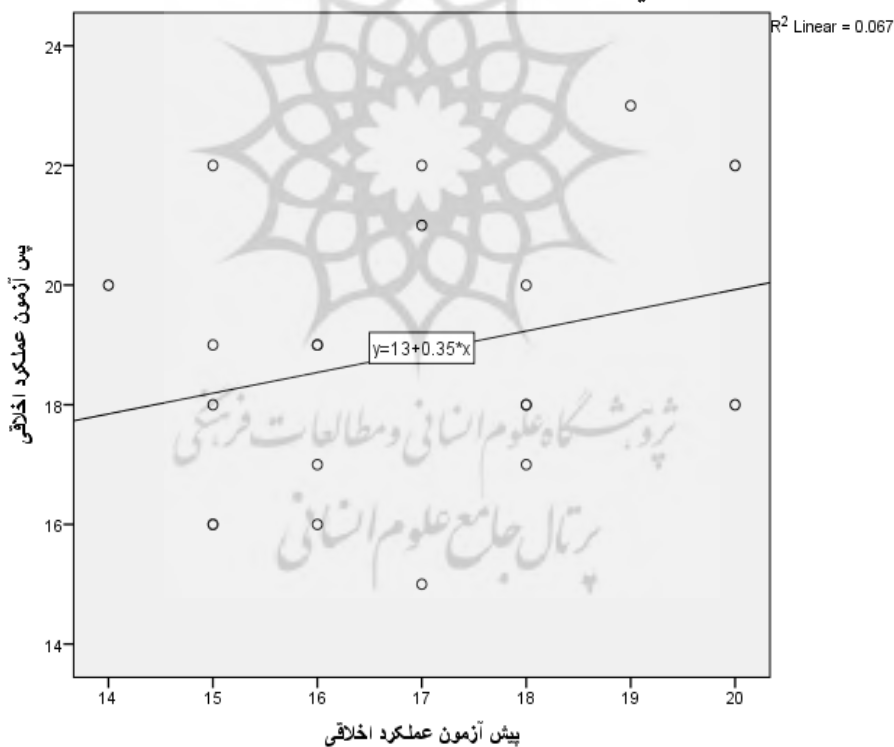 R² Linear = 0.067
24
22
20
18
16
14
پس آزمون عملکرد اخلاقی
y=13+0.35*x
پژوهشگاه علوم انسانی و مطالعات فرهنگی
پرتال جامع علوم انسانی
14 15 16 17 18 19 20
پیش آزمون عملکرد اخلاقی